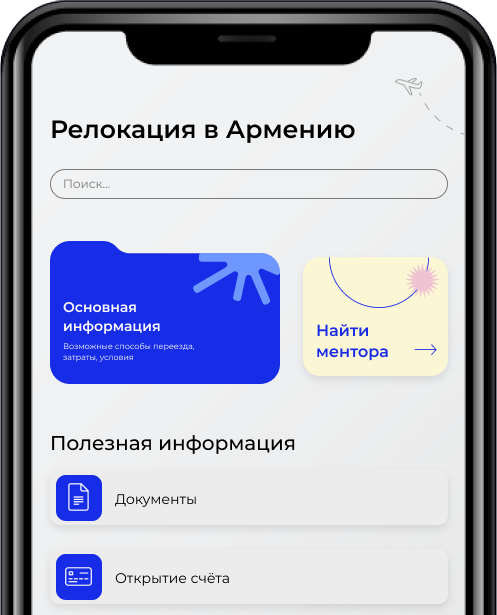 Релокация в Армению
Поиск...
Основная
информация
Возможные способы переезда,
затраты, условия
Найти
ментора
Полезная информация
Документы
Открытие счёта